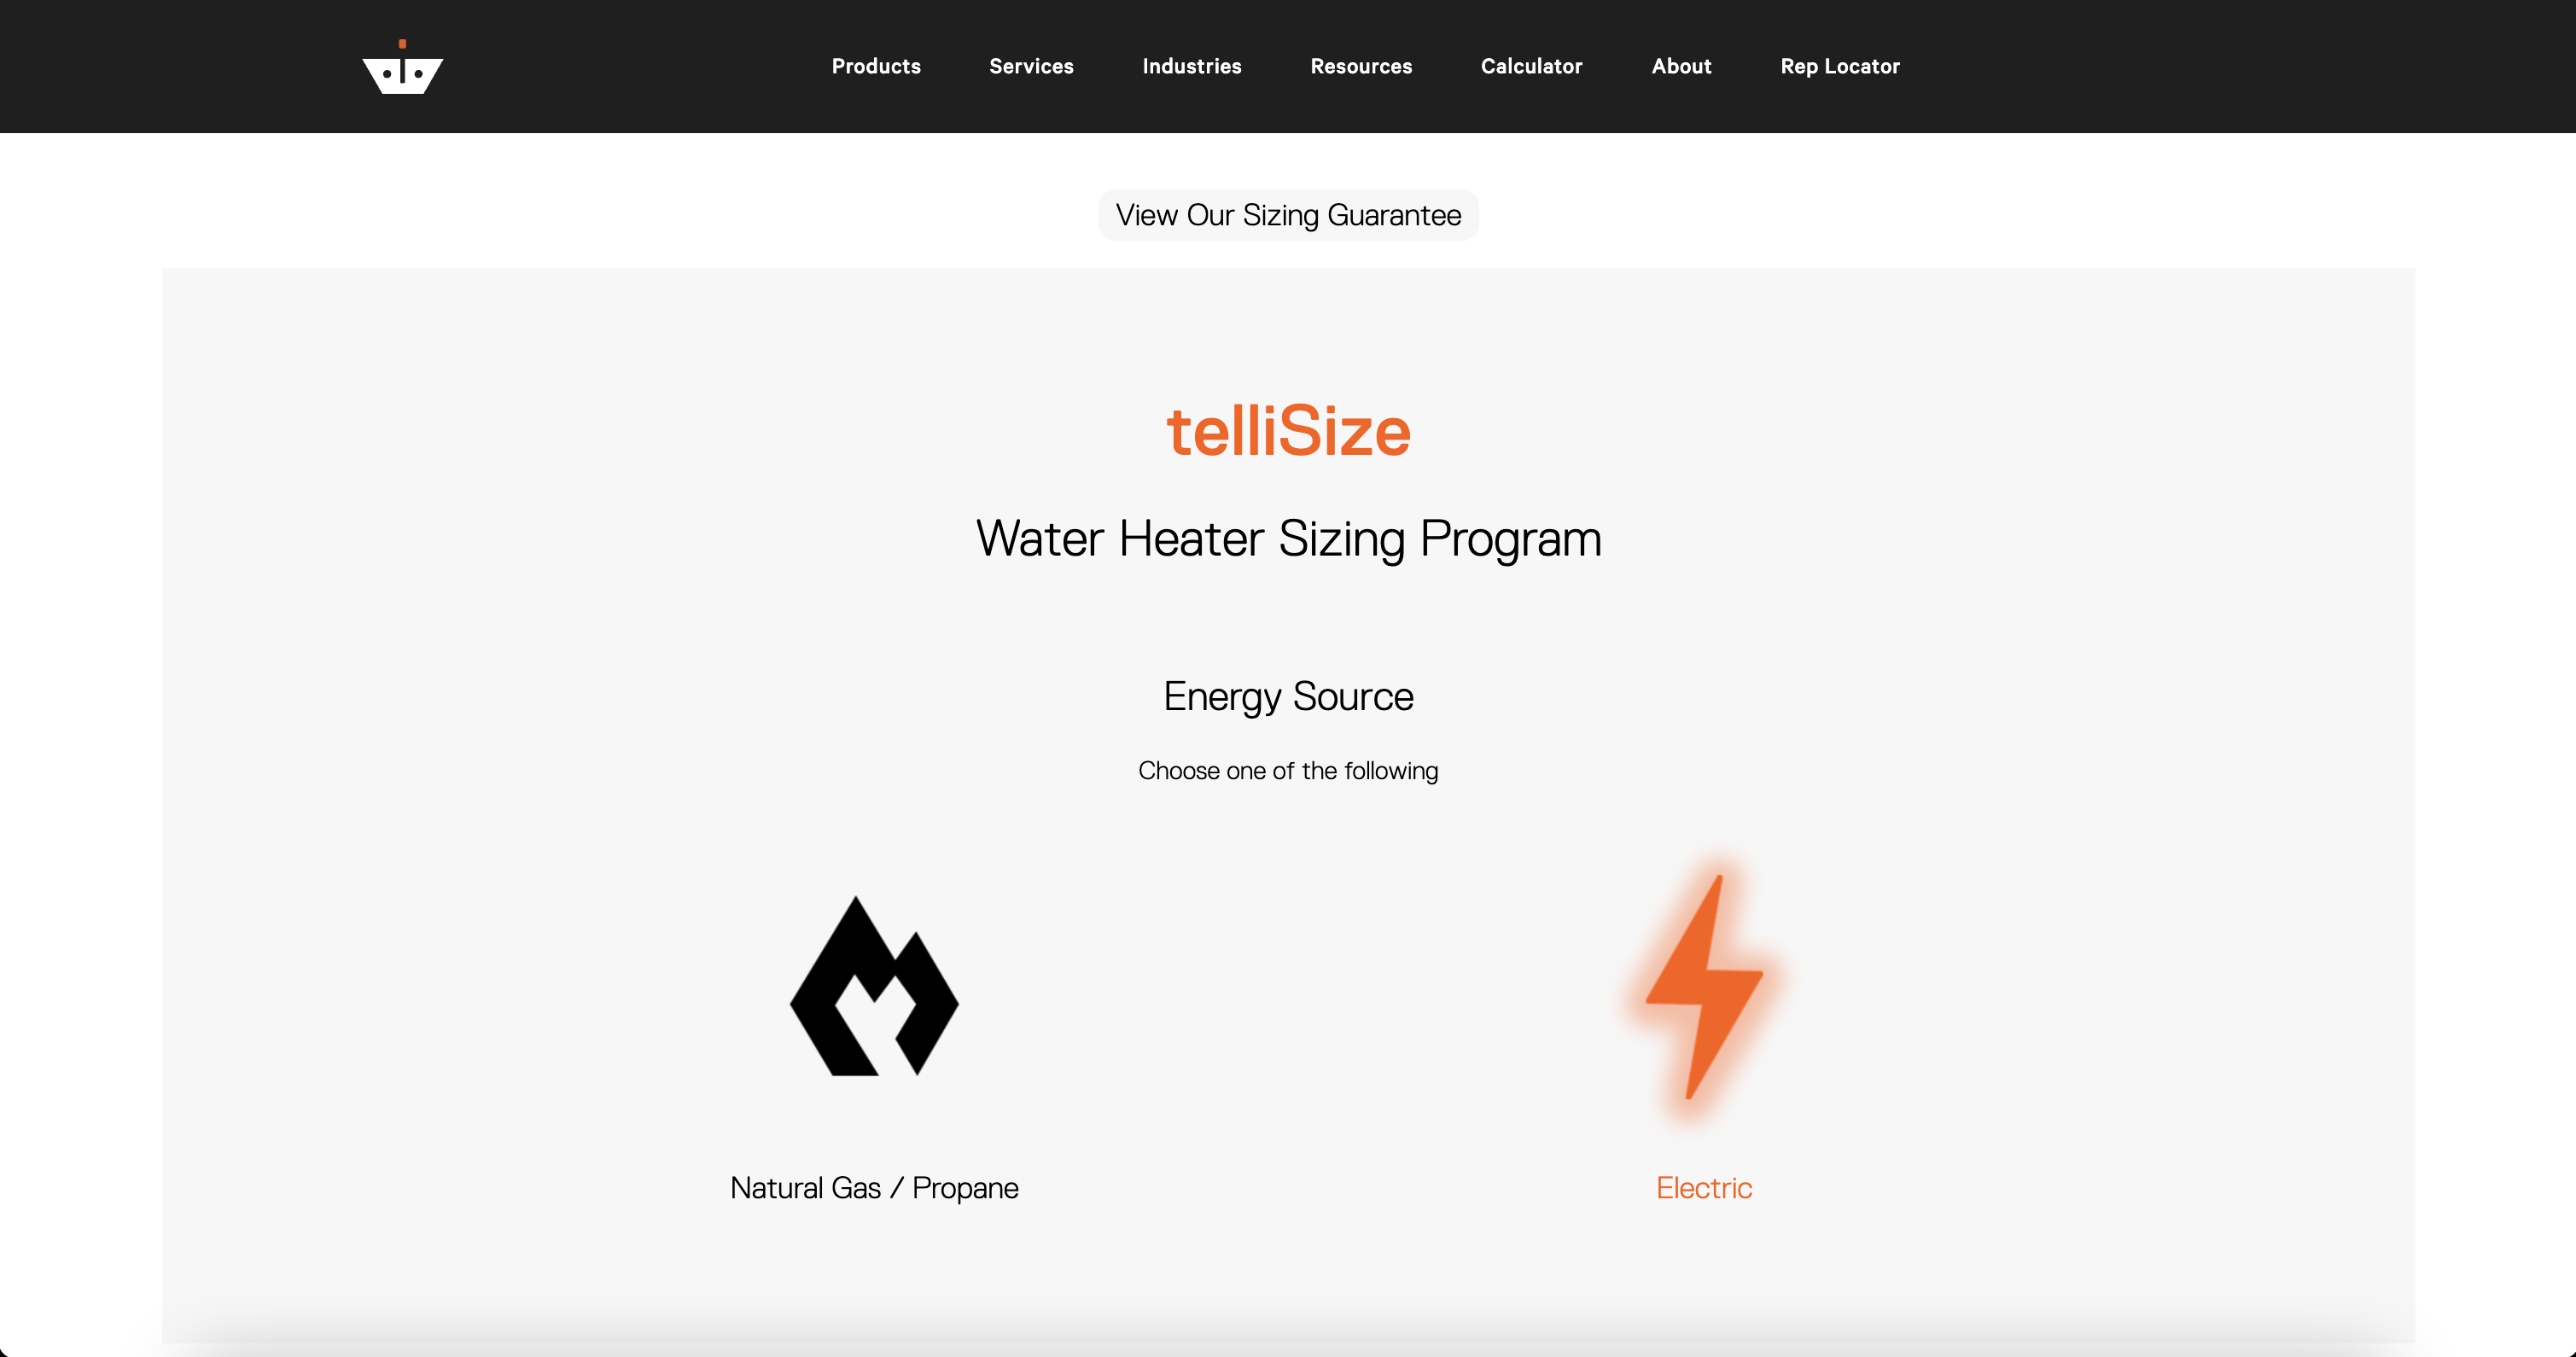 Products Services Industries Resources Calculator About Rep Locator
View Our Sizing Guarantee
telliSize
Water Heater Sizing Program
Energy Source
Choose one of the following
Natural Gas / Propane
Electric